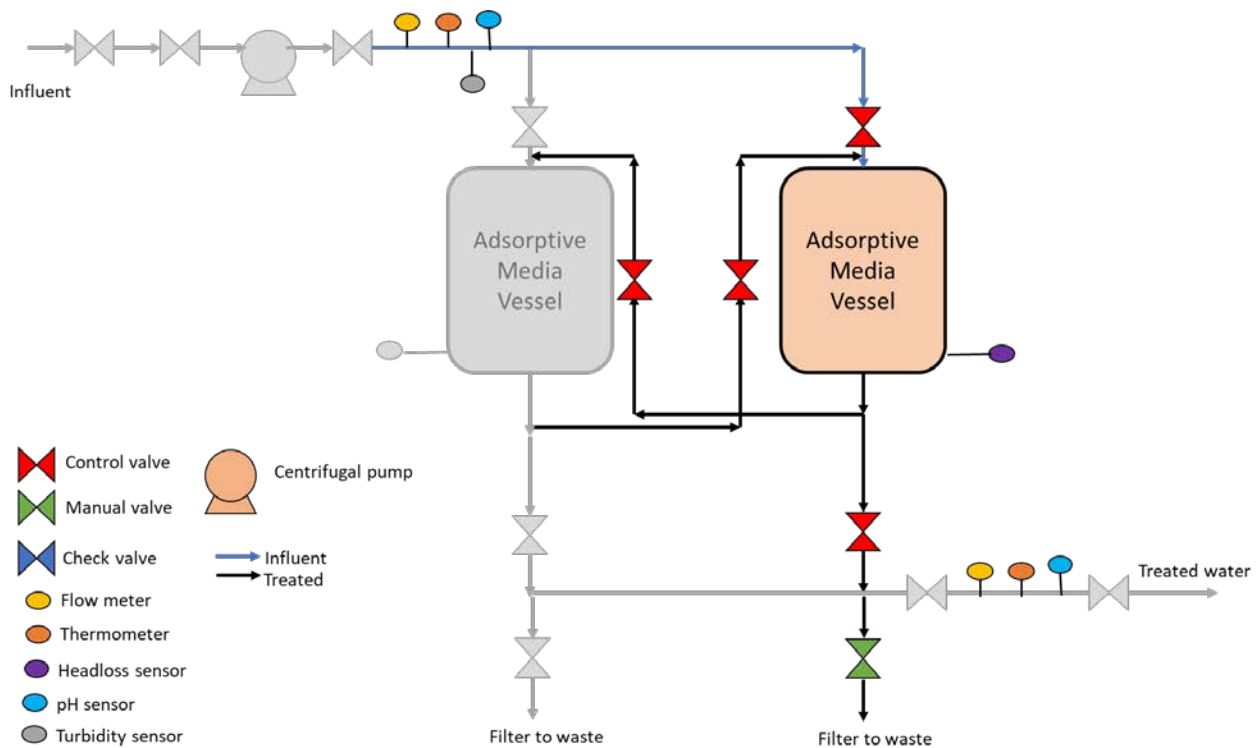 Influent
Adsorptive
Media
Vessel
Adsorptive
Media
Vessel
Control valve
Centrifugal pump
Manual valve
Check valve
Influent
Treated
Flow meter
Thermometer
Headloss sensor
pH sensor
Turbidity sensor
Treated water
Filter to waste
Filter to waste